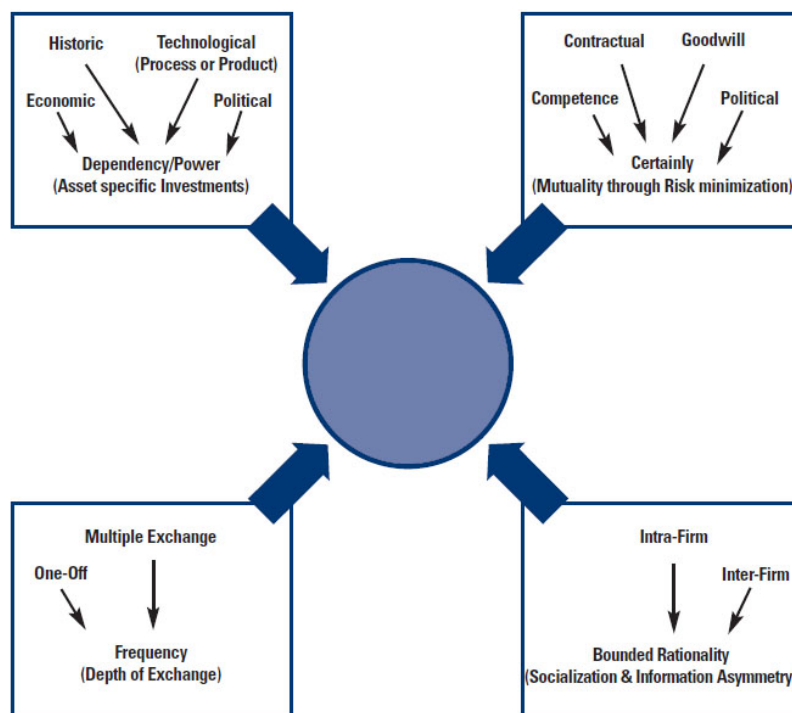 Historic
Technological
(Process or Product)
Economic
Political
Dependency/Power
(Asset specific Investments)
Contractual
Goodwill
Competence
Political
Certainly
(Mutuality through Risk minimization)
Multiple Exchange
One-Off
Frequency
(Depth of Exchange)
Intra-Firm
Inter-Firm
Bounded Rationality
(Socialization & Information Asymmetry